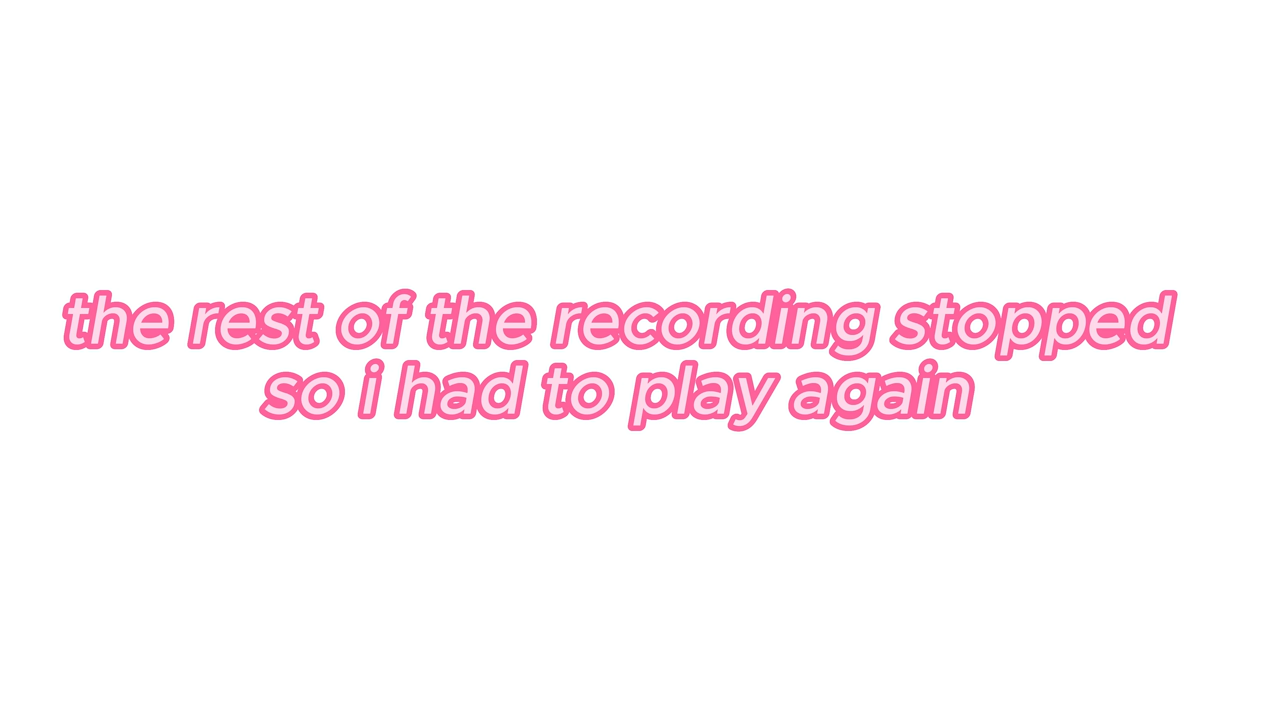 the rest of the recording stopped
so i had to play again